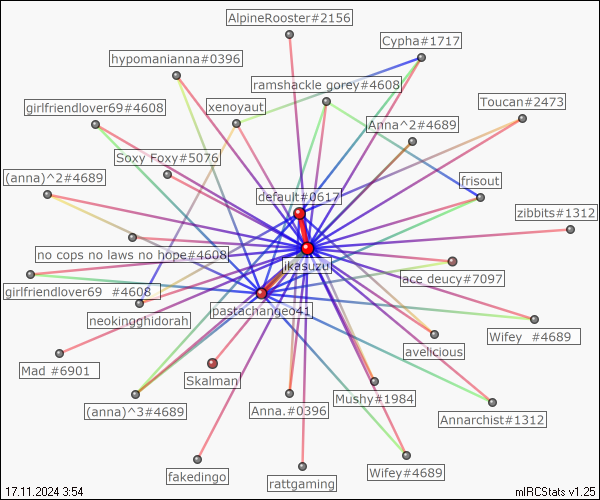 AlpineRooster#2156
Cypha#1717
hypomanianna#0396
ramshackle gorey#4608
girlfriendlover69#4608
xenoyaut
Toucan#2473
Anna^2#4689
Soxy Foxy#5076
(anna)^2#4689
frisout
default#0617
zibbits#1312
no cops no laws no hope#4608
ikasuzu
ace deucy#7097
girlfriendlover69 #4608
pastachangeo41
neokingghidorah
Wifey #4689
avelicious
Mad #6901
Skalman
Mushy#1984
(anna)^3#4689
Anna.#0396
Annarchist#1312
fakedingo
rattgaming
Wifey#4689
17.11.2024 3:54
mIRCStats v1.25